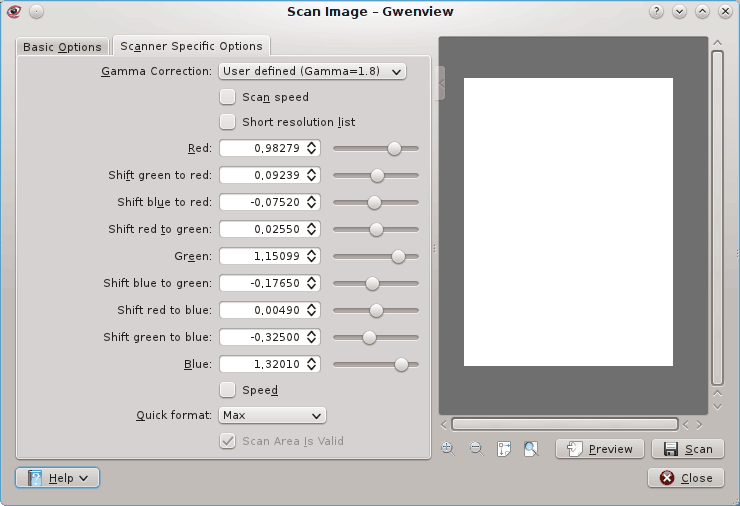 Scan Image – Gwenview
Basic Options
Scanner Specific Options
Gamma Correction: User defined (Gamma=1.8)
Scan speed
Short resolution list
Red: 0,98279
Shift green to red: 0,09239
Shift blue to red: -0,07520
Shift red to green: 0,02550
Green: 1,15099
Shift blue to green: -0,17650
Shift red to blue: 0,00490
Shift green to blue: -0,32500
Blue: 1,32010
Speed
Quick format: Max
Scan Area Is Valid
Preview
Scan
Help
Close